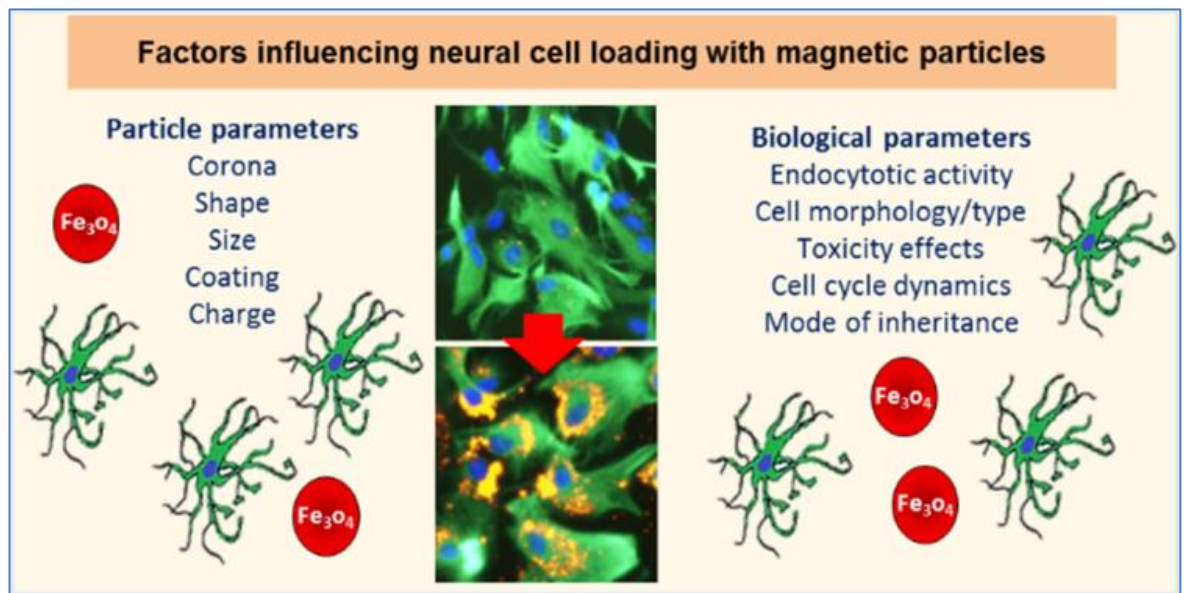 Factors influencing neural cell loading with magnetic particles
Particle parameters
Corona
Shape
Size
Coating
Charge
Biological parameters
Endocytotic activity
Cell morphology/type
Toxicity effects
Cell cycle dynamics
Mode of inheritance
Fe₃o₄
Fe₃o₄
Fe₃o₄
Fe₃o₄